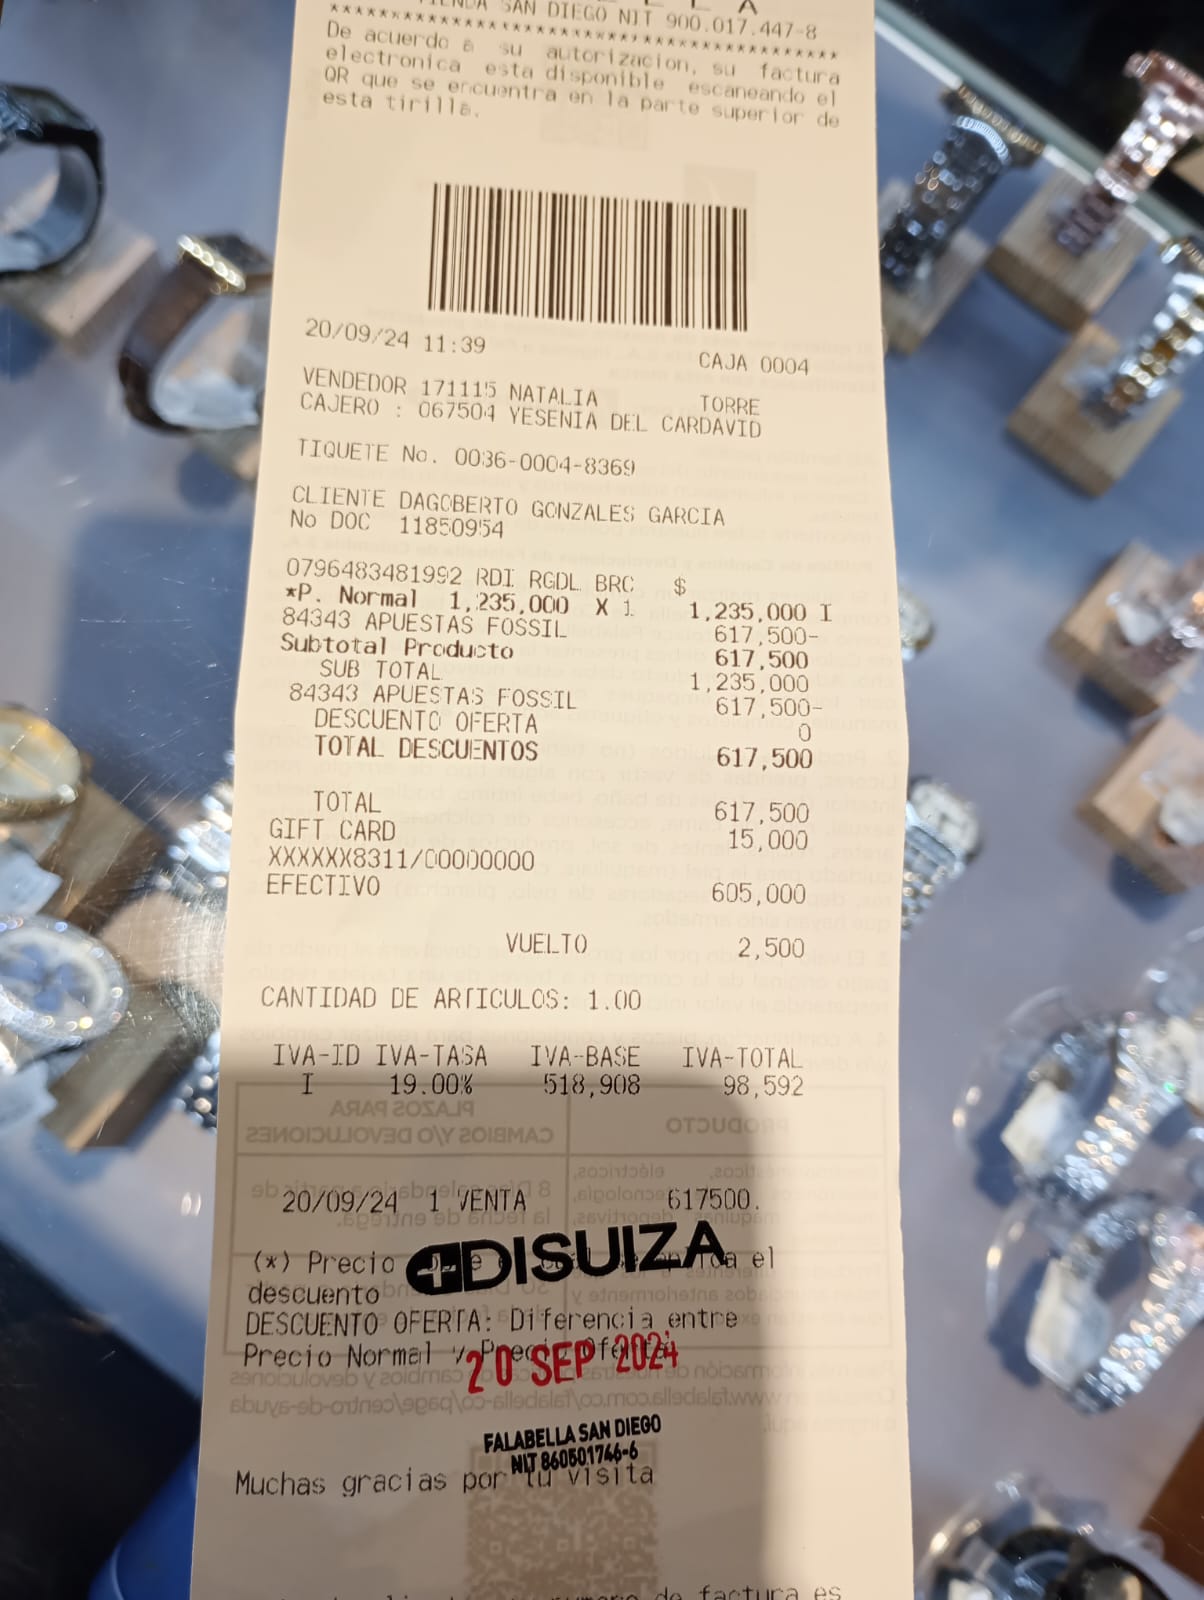 TIENDA SAN DIEGO NIT 900.017.447-8
****************************************
De acuerdo a su autorizacion, su factura
electronica esta disponible escaneando el
QR que se encuentra en la parte superior de
esta tirilla.
20/09/24 11:39 CAJA 0004
VENDEDOR 171115 NATALIA TORRE
CAJERO : 067504 YESENIA DEL CARDAVID
TIQUETE No. 0036-0004-8369
CLIENTE DAGOBERTO GONZALES GARCIA
No DOC 11850954
0796483481992 RDI RGDL BRC $
*P. Normal 1,235,000 X 1 1,235,000 I
84343 APUESTAS FOSSIL 617,500-
Subtotal Producto 617,500
SUB TOTAL 1,235,000
84343 APUESTAS FOSSIL 617,500-
DESCUENTO OFERTA 0
TOTAL DESCUENTOS 617,500
TOTAL 617,500
GIFT CARD 15,000
XXXXXX8311/00000000
EFECTIVO 605,000
VUELTO 2,500
CANTIDAD DE ARTICULOS: 1.00
IVA-ID IVA-TASA IVA-BASE IVA-TOTAL
I 19.00% 518,908 98,592
20/09/24 1 VENTA 617500.
(*) Precio el
DISUIZA
descuento
DESCUENTO OFERTA: Diferencia entre
Precio Normal y Precio Oferta
20 SEP 2024
FALABELLA SAN DIEGO
NIT 860501746-6
Muchas gracias por tu visita
de factura es